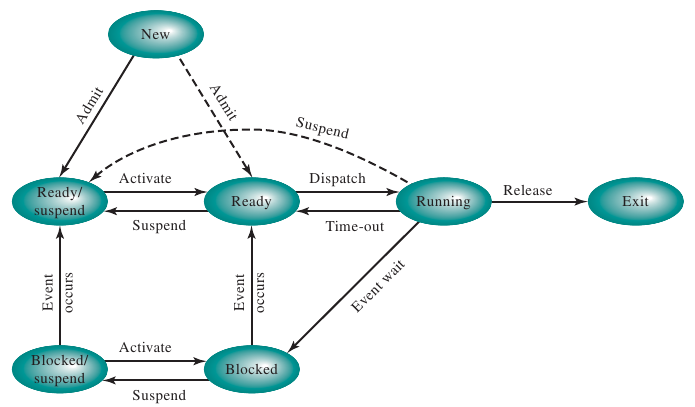 New
Admit
Admit
Suspend
Ready/
suspend
Activate
Suspend
Ready
Dispatch
Time-out
Running
Release
Exit
Event
occurs
Event
occurs
Event wait
Blocked/
suspend
Activate
Suspend
Blocked